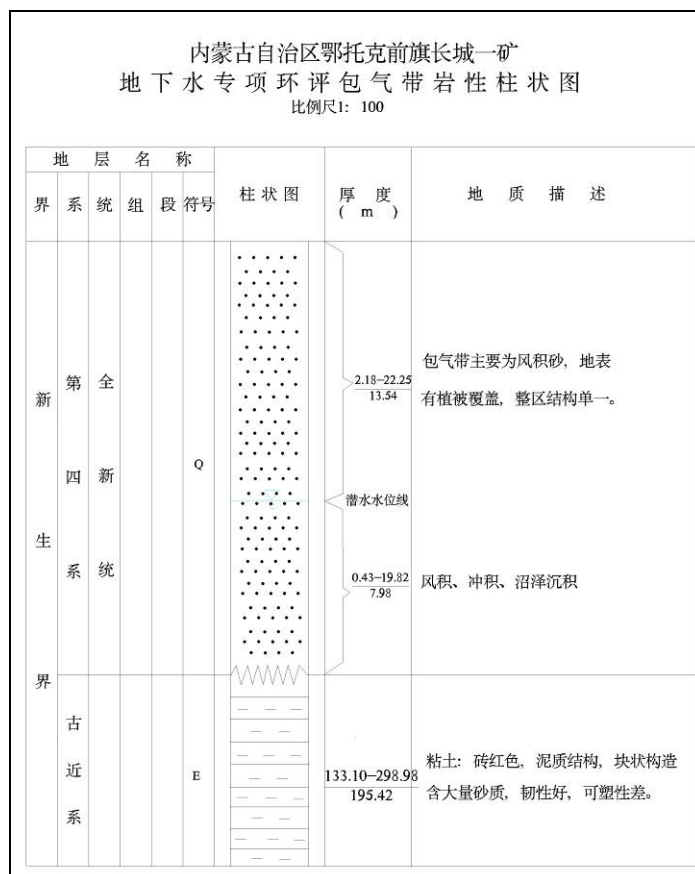 内蒙古自治区鄂托克前旗长城一矿
地下水专项环评包气带岩性柱状图
比例尺1: 100
地层名称
界 系 统 组 段 符号 柱状图 厚度 (m) 地质描述
新生界
第四系
全新统
Q
2.18–22.25
13.54
包气带主要为风积砂, 地表
有植被覆盖, 整区结构单一。
潜水水位线
0.43–19.82
7.98
风积、冲积、沼泽沉积
古近系
E
133.10–298.98
195.42
粘土: 砖红色, 泥质结构, 块状构造
含大量砂质, 韧性好, 可塑性差。